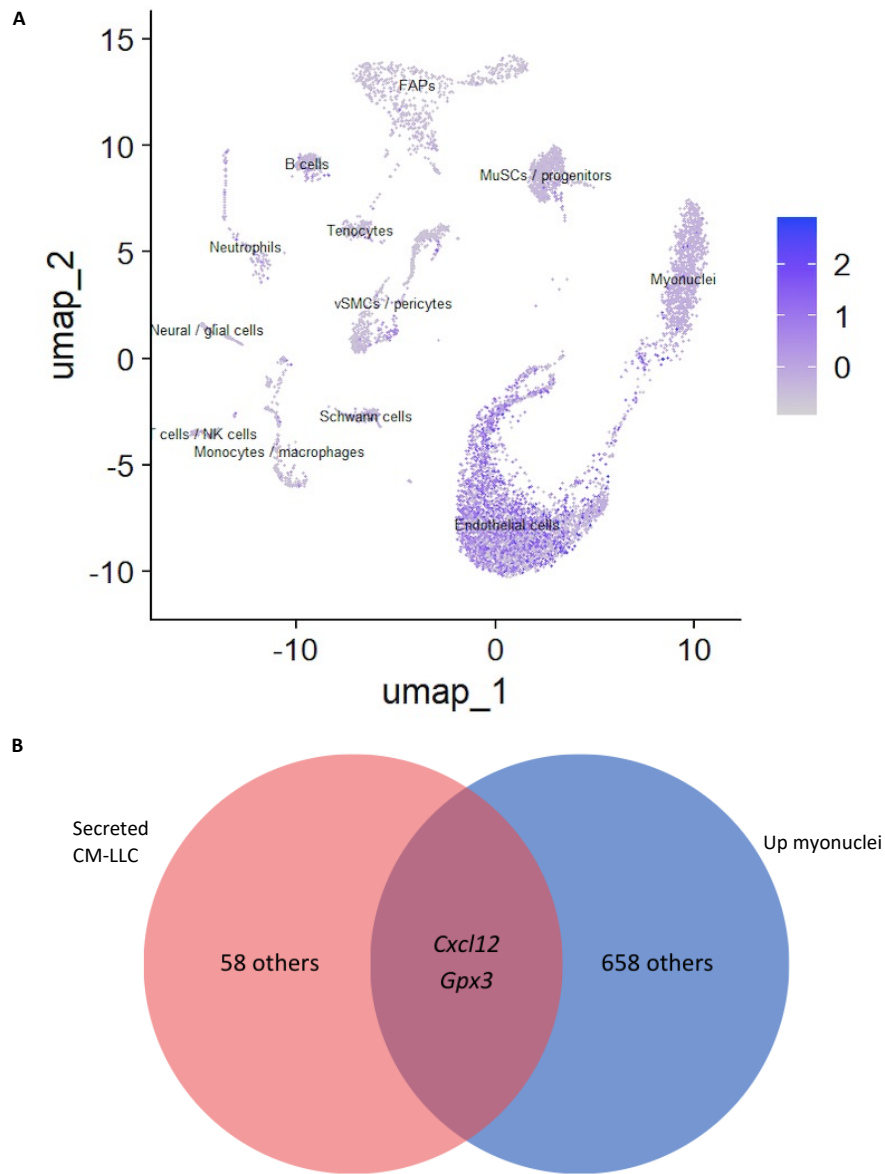 A
15
10
5
0
-5
-10
umap_2
FAPs
B cells
MuSCs / progenitors
Neutrophils
Tenocytes
Myonuclei
vSMCs / pericytes
Neural / glial cells
Schwann cells
T cells / NK cells
Monocytes / macrophages
Endothelial cells
2
1
0
-10
0
10
umap_1
B
Secreted
CM-LLC
Up myonuclei
58 others
Cxcl12
Gpx3
658 others